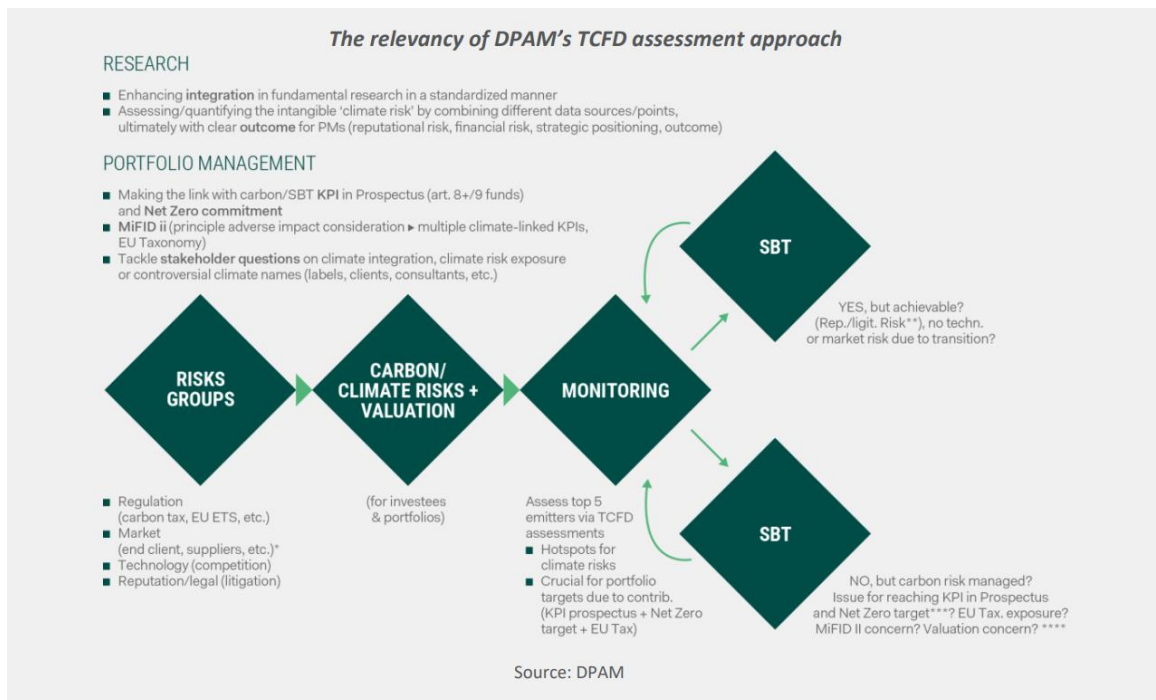 The relevancy of DPAM's TCFD assessment approach
RESEARCH
■ Enhancing integration in fundamental research in a standardized manner
■ Assessing/quantifying the intangible ‘climate risk’ by combining different data sources/points,
ultimately with clear outcome for PMs (reputational risk, financial risk, strategic positioning, outcome)
PORTFOLIO MANAGEMENT
■ Making the link with carbon/SBT KPI in Prospectus (art. 8+/9 funds)
and Net Zero commitment
■ MiFID ii (principle adverse impact consideration ▸ multiple climate-linked KPIs,
EU Taxonomy)
■ Tackle stakeholder questions on climate integration, climate risk exposure
or controversial climate names (labels, clients, consultants, etc.)
RISKS
GROUPS
■ Regulation
(carbon tax, EU ETS, etc.)
■ Market
(end client, suppliers, etc.)*
■ Technology (competition)
■ Reputation/legal (litigation)
CARBON/
CLIMATE RISKS +
VALUATION
(for investees
& portfolios)
MONITORING
Assess top 5
emitters via TCFD
assessments
■ Hotspots for
climate risks
■ Crucial for portfolio
targets due to contrib.
(KPI prospectus + Net Zero
target + EU Tax)
SBT
YES, but achievable?
(Rep./ligit. Risk**), no techn.
or market risk due to transition?
SBT
NO, but carbon risk managed?
Issue for reaching KPI in Prospectus
and Net Zero target***? EU Tax. exposure?
MiFID II concern? Valuation concern? ****
Source: DPAM